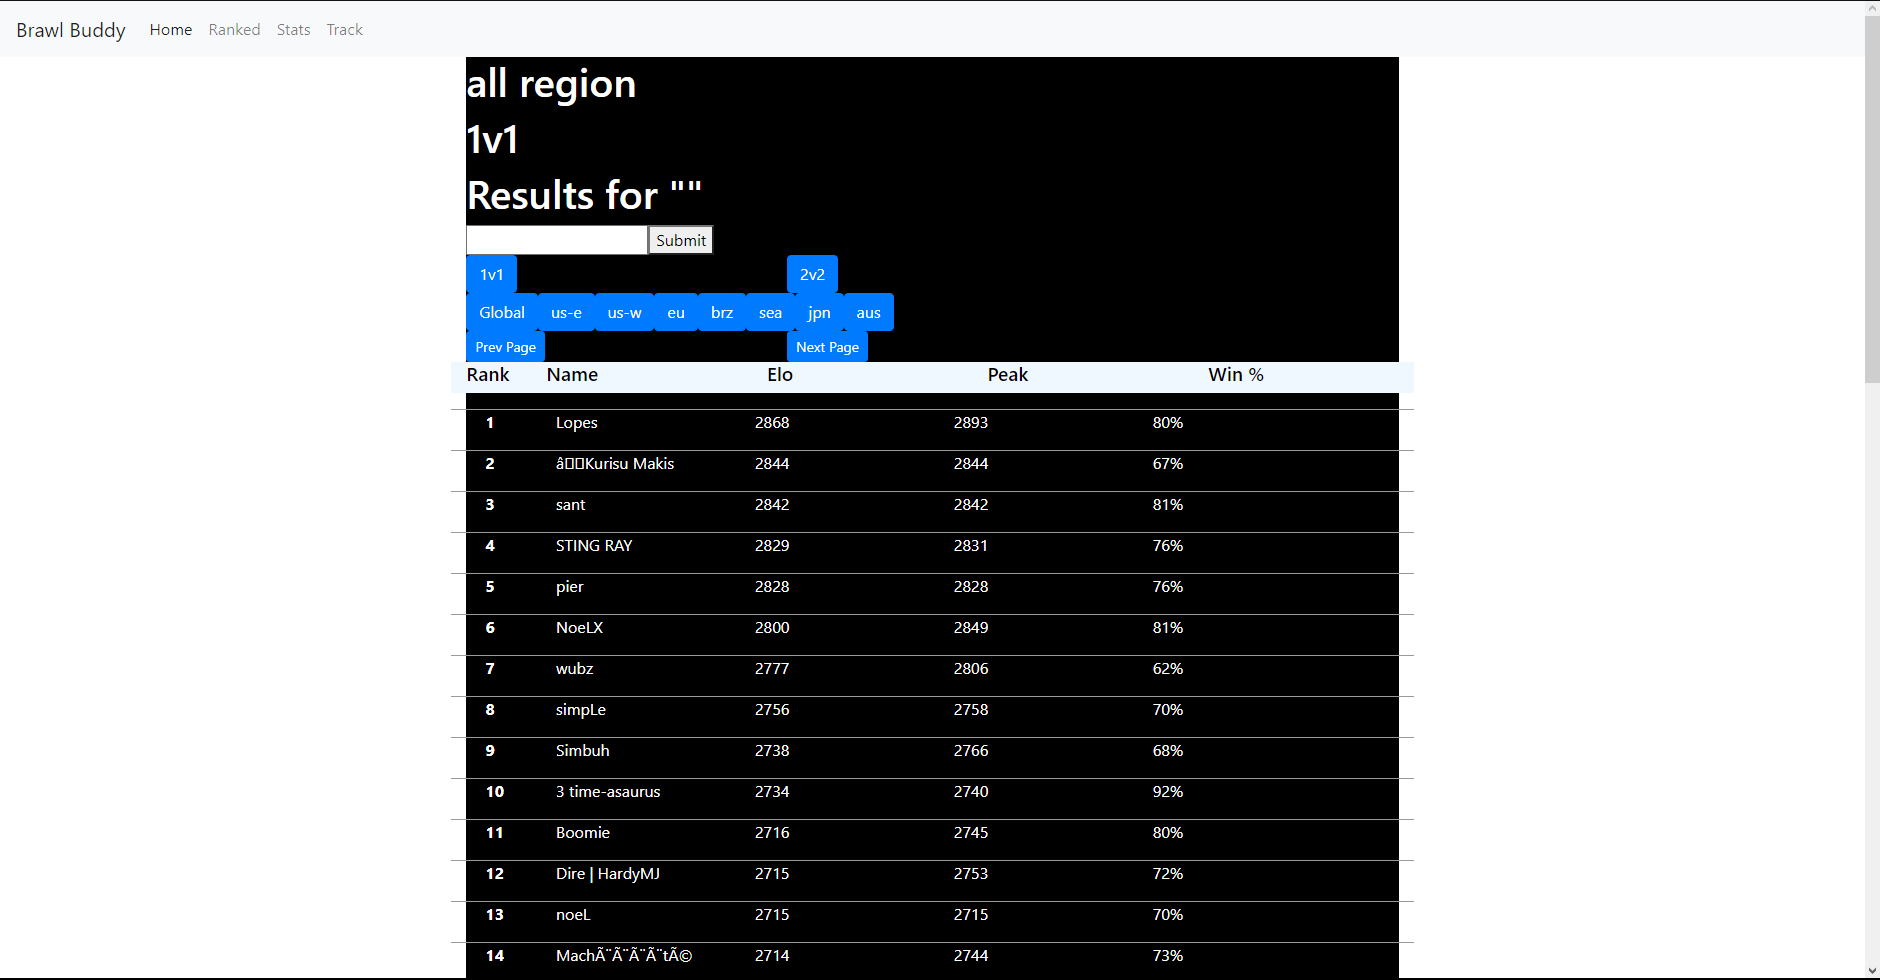 Brawl Buddy Home Ranked Stats Track
all region
1v1
Results for ""
Submit
1v1 2v2
Global us-e us-w eu brz sea jpn aus
Prev Page Next Page
Rank Name Elo Peak Win %
1 Lopes 2868 2893 80%
2 â▯▯Kurisu Makis 2844 2844 67%
3 sant 2842 2842 81%
4 STING RAY 2829 2831 76%
5 pier 2828 2828 76%
6 NoeLX 2800 2849 81%
7 wubz 2777 2806 62%
8 simpLe 2756 2758 70%
9 Simbuh 2738 2766 68%
10 3 time-asaurus 2734 2740 92%
11 Boomie 2716 2745 80%
12 Dire | HardyMJ 2715 2753 72%
13 noeL 2715 2715 70%
14 MachÃ¨Ã¨Ã¨Ã¨tÃ© 2714 2744 73%